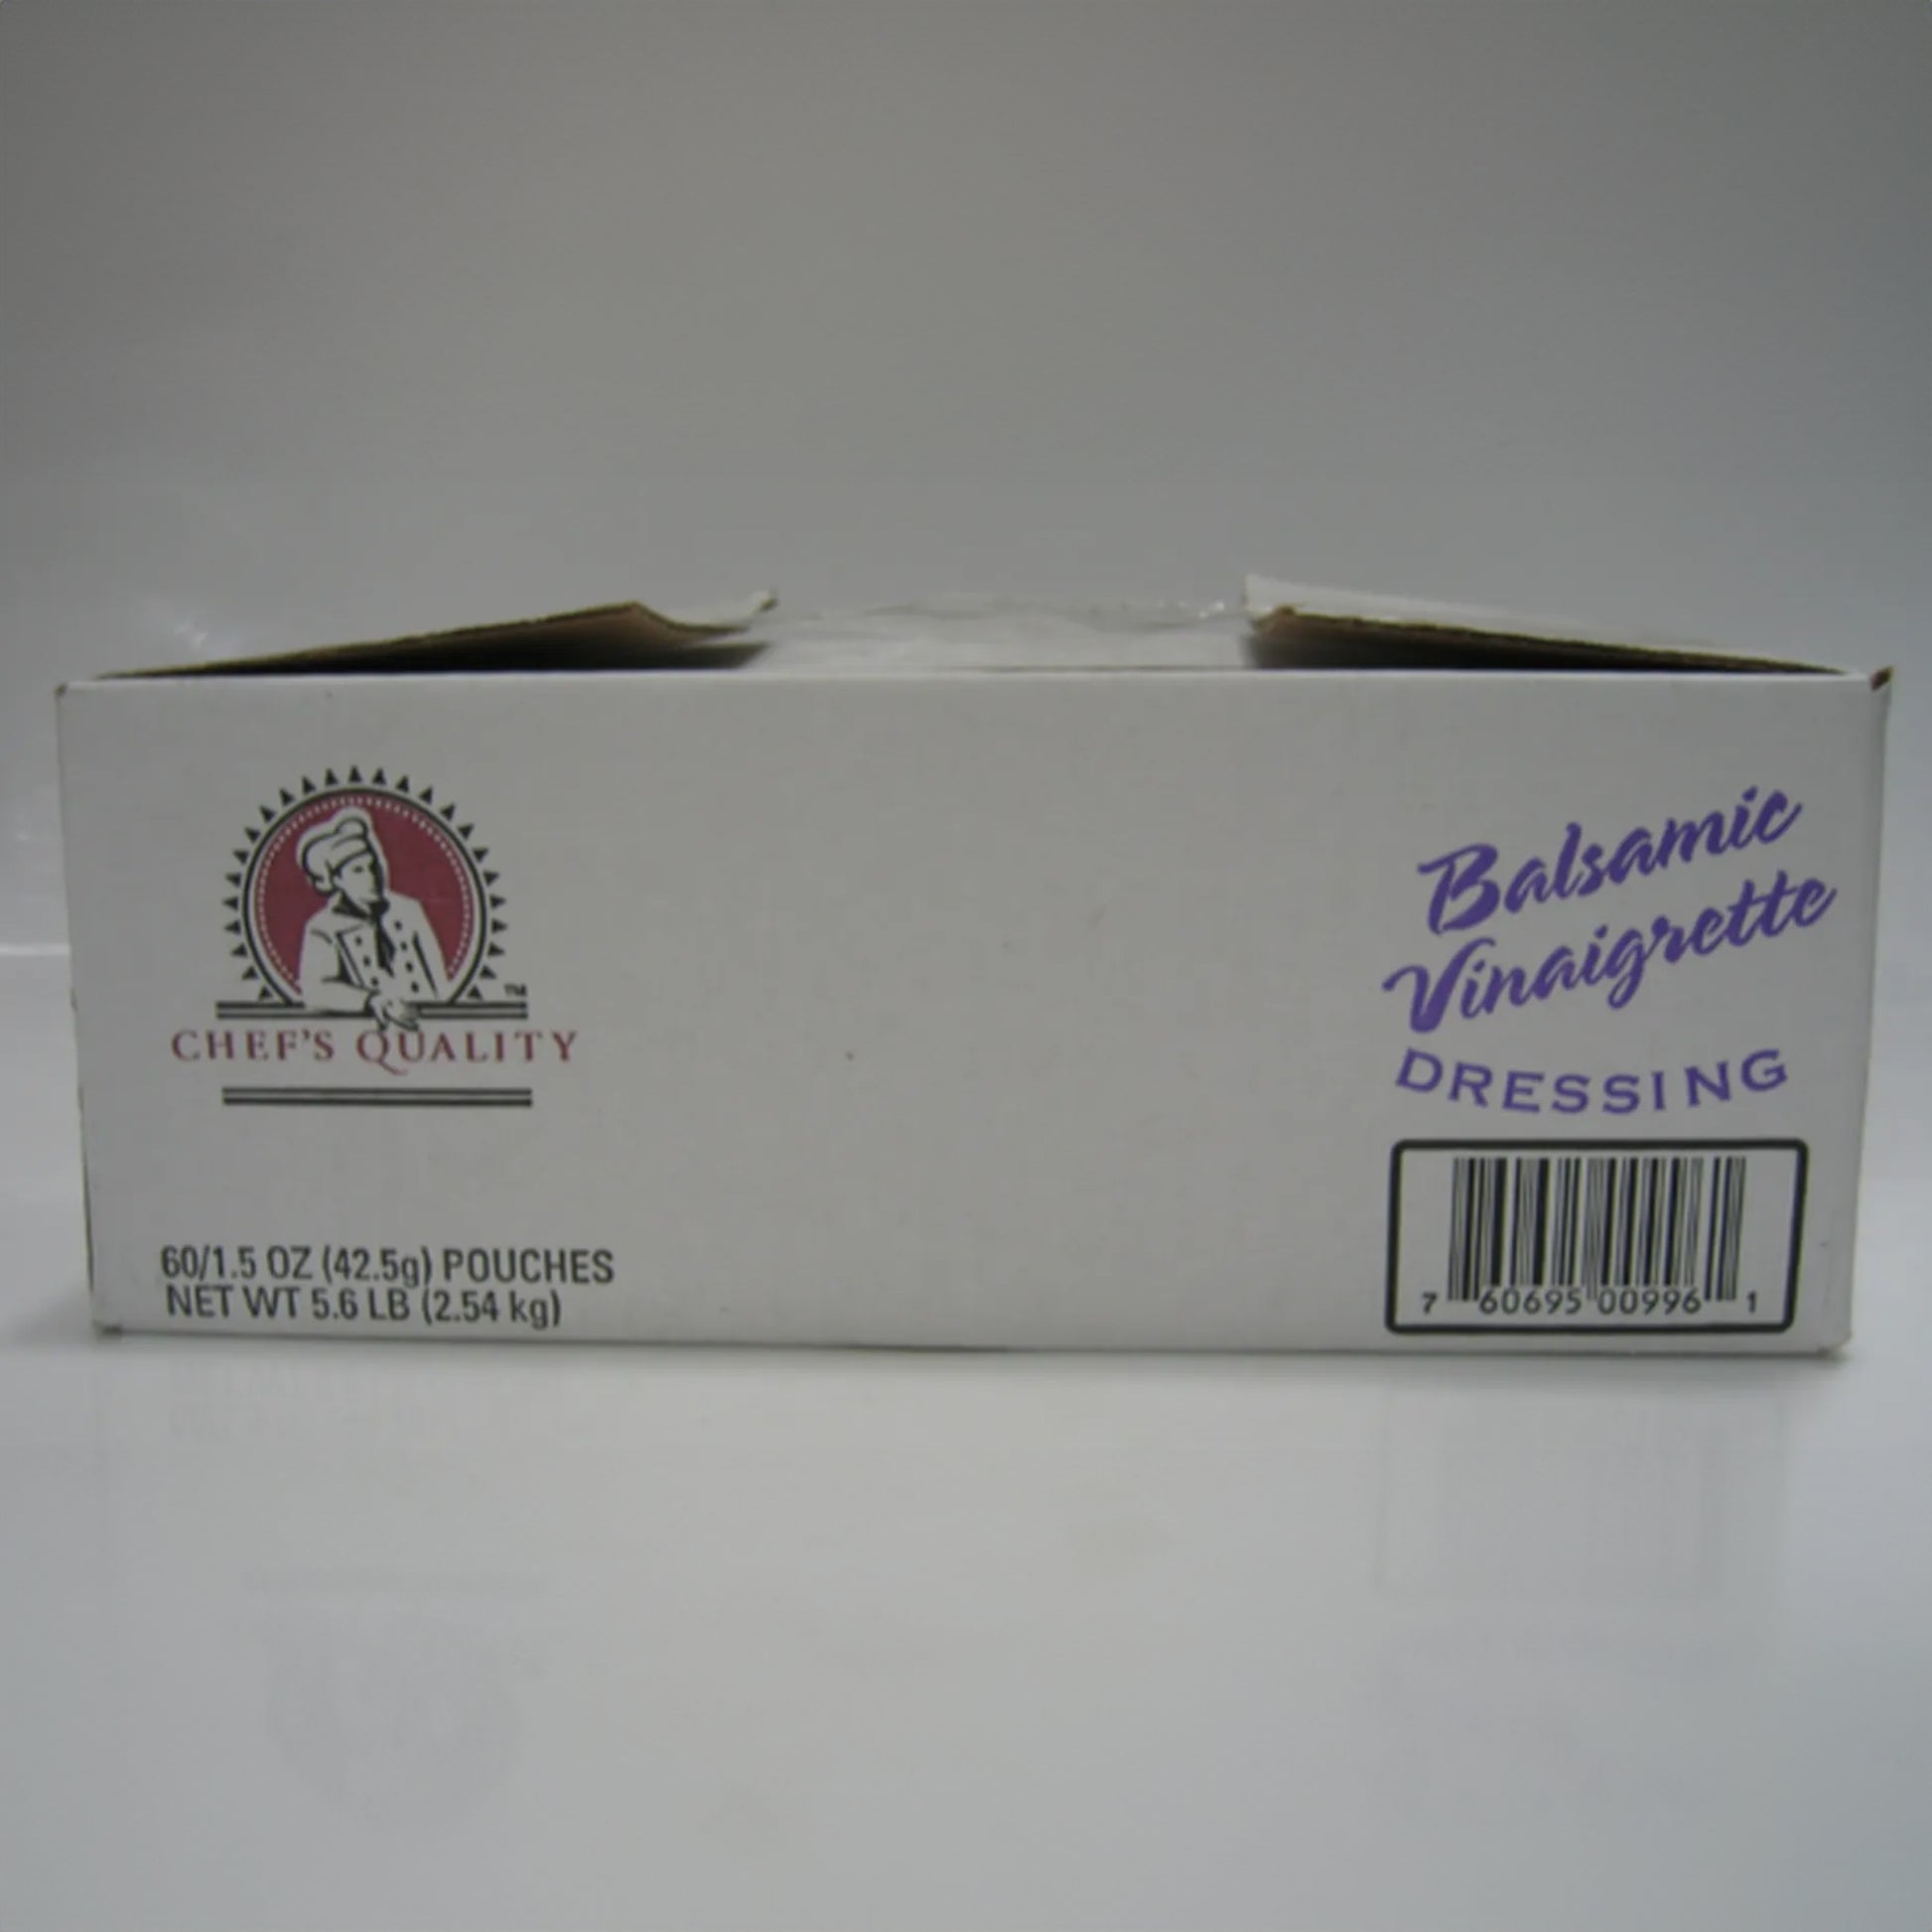 CHEF'S QUALITY
TM
60/1.5 OZ (42.5g) POUCHES
NET WT 5.6 LB (2.54 kg)
Balsamic
Vinaigrette
DRESSING
7 60695 00996 1